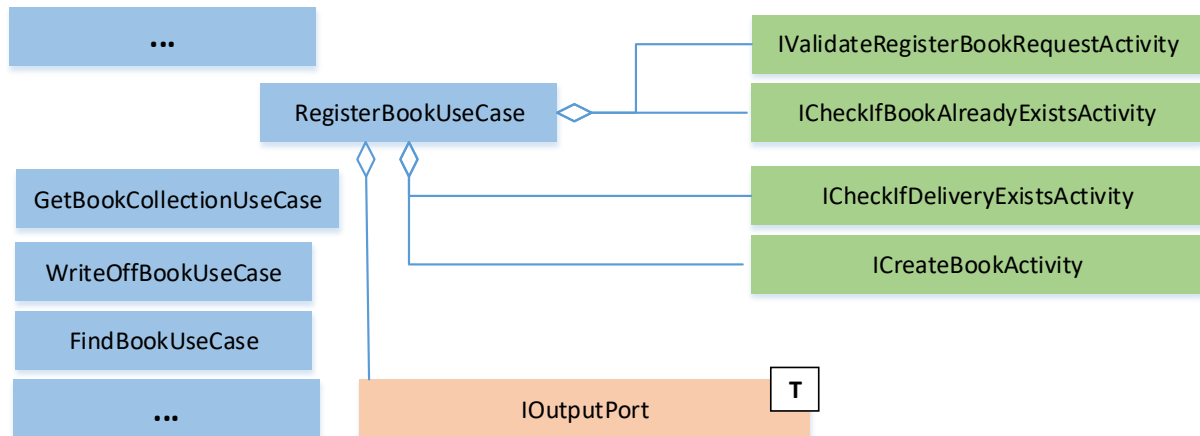 ...
IValidateRegisterBookRequestActivity
RegisterBookUseCase
ICheckIfBookAlreadyExistsActivity
GetBookCollectionUseCase
ICheckIfDeliveryExistsActivity
WriteOffBookUseCase
ICreateBookActivity
FindBookUseCase
...
IOutputPort
T